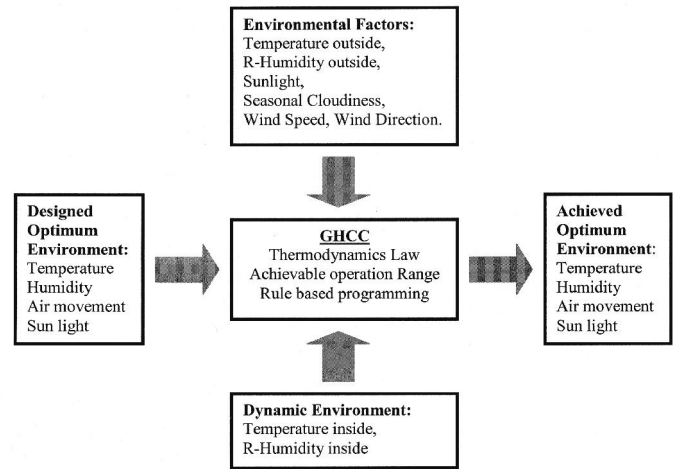 Environmental Factors:
Temperature outside,
R-Humidity outside,
Sunlight,
Seasonal Cloudiness,
Wind Speed, Wind Direction.
Designed
Optimum
Environment:
Temperature
Humidity
Air movement
Sun light
GHCC
Thermodynamics Law
Achievable operation Range
Rule based programming
Achieved
Optimum
Environment:
Temperature
Humidity
Air movement
Sun light
Dynamic Environment:
Temperature inside,
R-Humidity inside